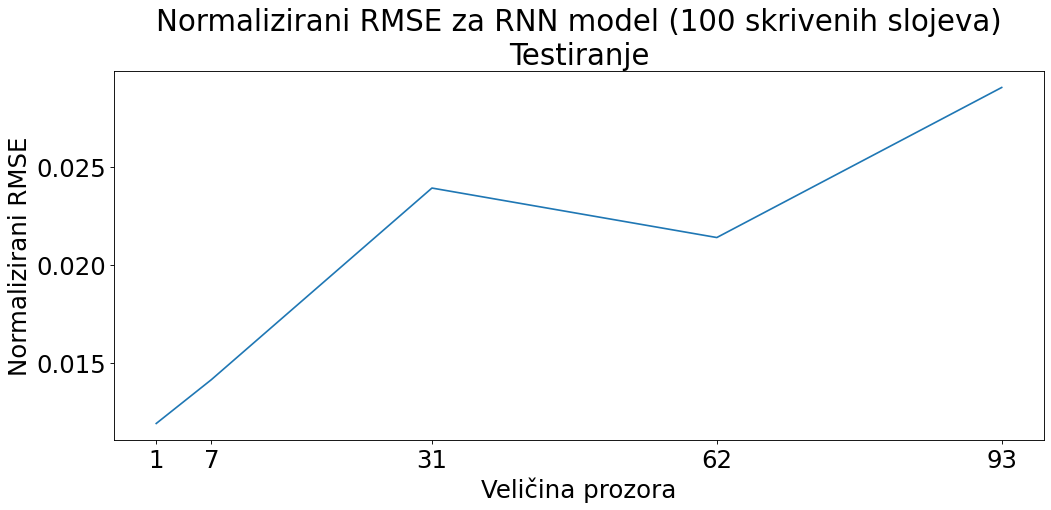 Normalizirani RMSE za RNN model (100 skrivenih slojeva)
Testiranje
Normalizirani RMSE
0.025
0.020
0.015
1 7 31 62 93
Veličina prozora